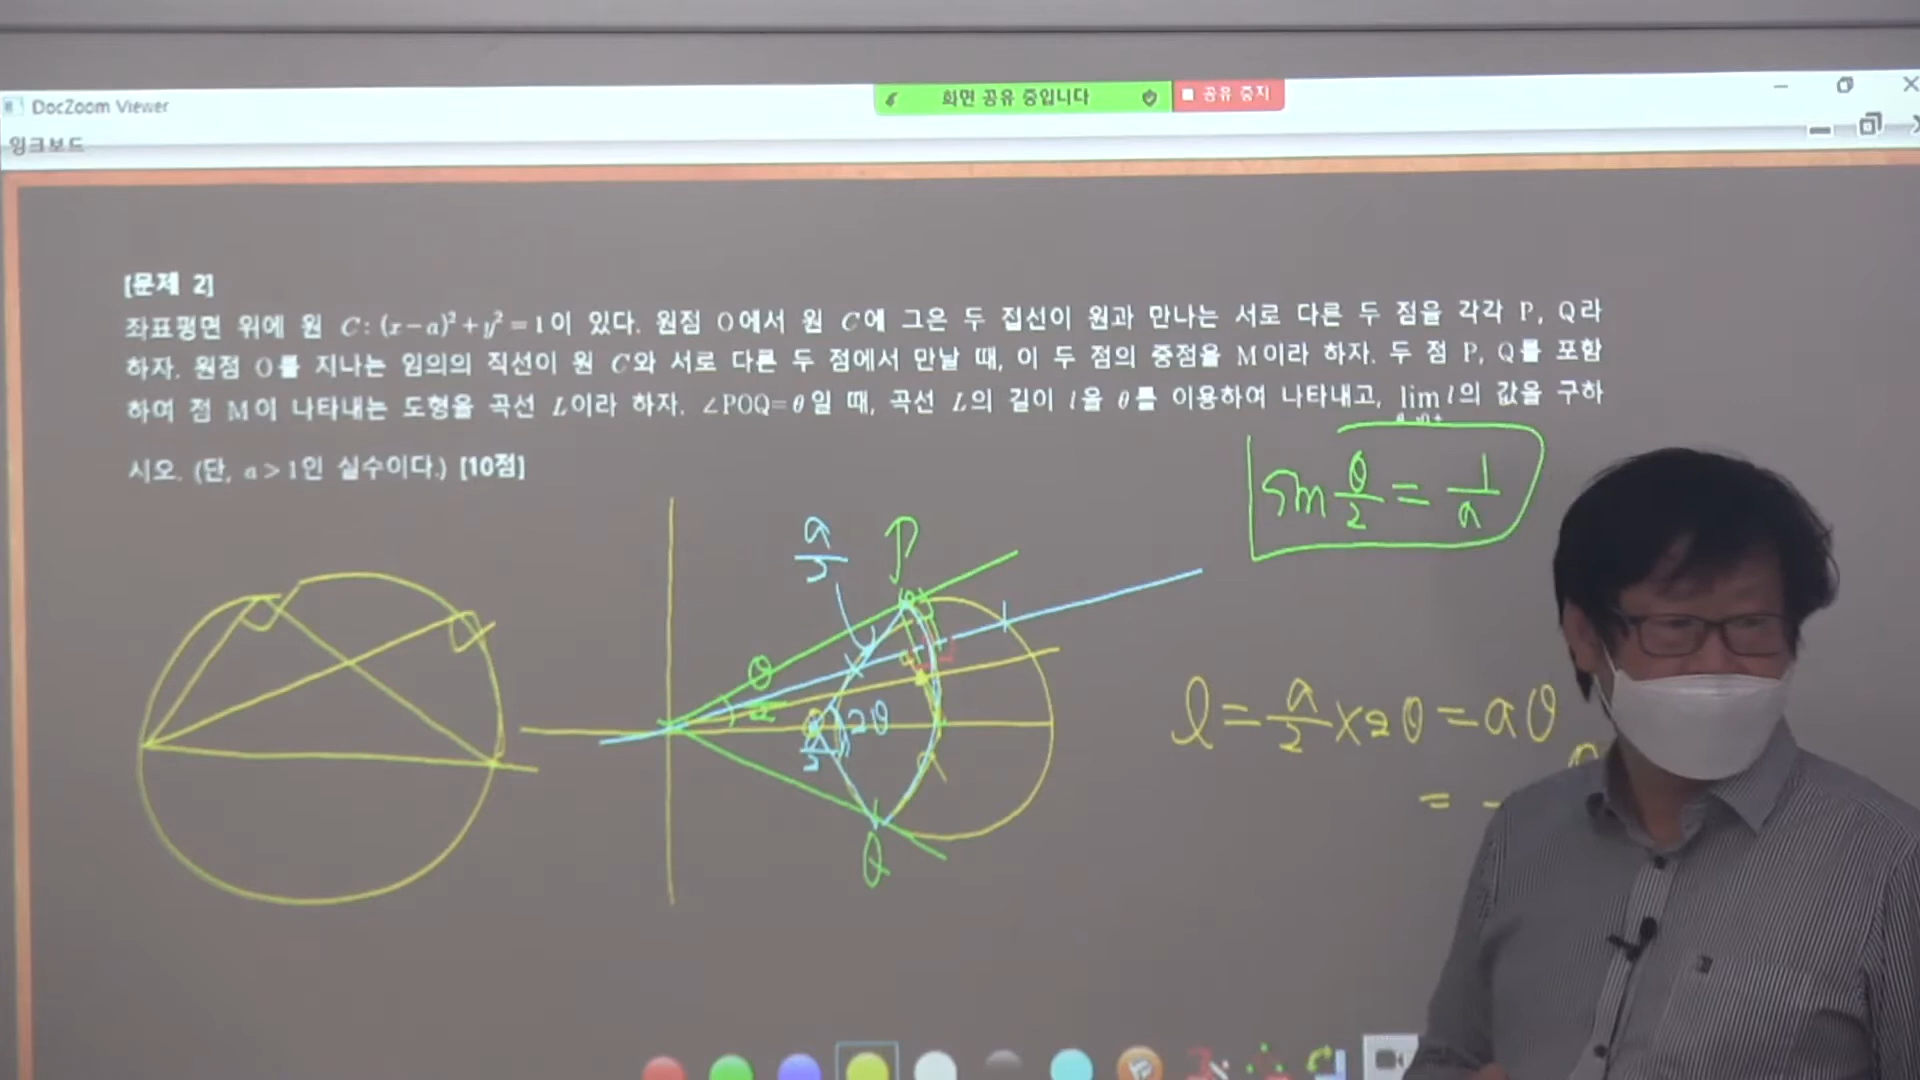 DocZoom Viewer
화면 공유 중입니다
공유 중지
잉크보드
[문제 2]
좌표평면 위에 원 C: (x-a)²+y²=1이 있다. 원점 O에서 원 C에 그은 두 접선이 원과 만나는 서로 다른 두 점을 각각 P, Q라
하자. 원점 O를 지나는 임의의 직선이 원 C와 서로 다른 두 점에서 만날 때, 이 두 점의 중점을 M이라 하자. 두 점 P, Q를 포함
하여 점 M이 나타내는 도형을 곡선 L이라 하자. ∠POQ=θ일 때, 곡선 L의 길이 l을 θ를 이용하여 나타내고, lim l의 값을 구하
시오. (단, a>1인 실수이다.) [10점]
sin θ/2 = 1/a
a/2
P
θ
2θ
a/2
Q
l = a/2 × 2θ = aθ
=